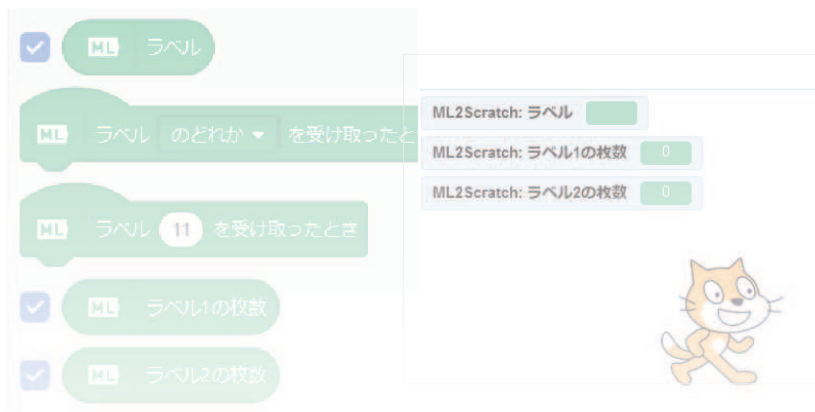 ML ラベル
ML ラベル のどれか を受け取ったと
ML ラベル 11 を受け取ったとき
ML ラベル1の枚数
ML ラベル2の枚数
ML2Scratch: ラベル
ML2Scratch: ラベル1の枚数 0
ML2Scratch: ラベル2の枚数 0